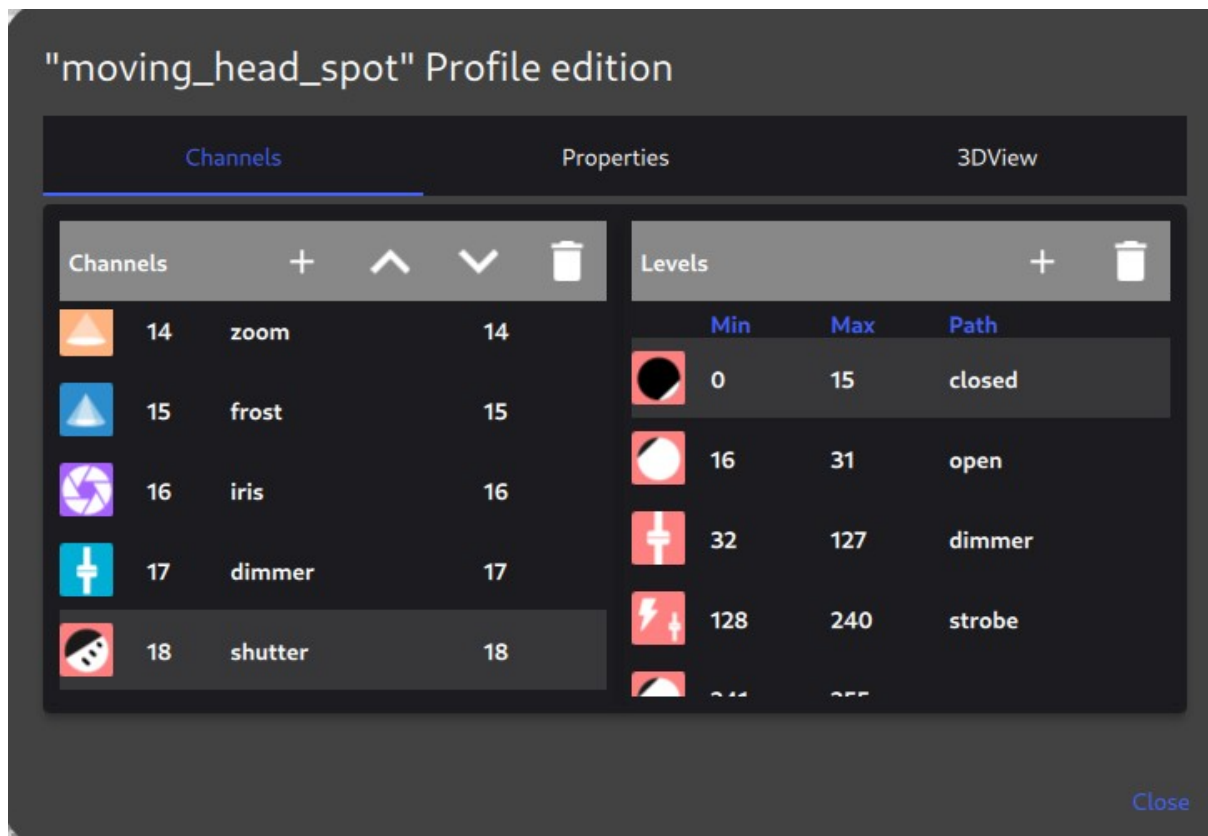 "moving_head_spot" Profile edition
Channels Properties 3DView
Channels
14 zoom 14
15 frost 15
16 iris 16
17 dimmer 17
18 shutter 18
Levels
Min Max Path
0 15 closed
16 31 open
32 127 dimmer
128 240 strobe
241 255
Close